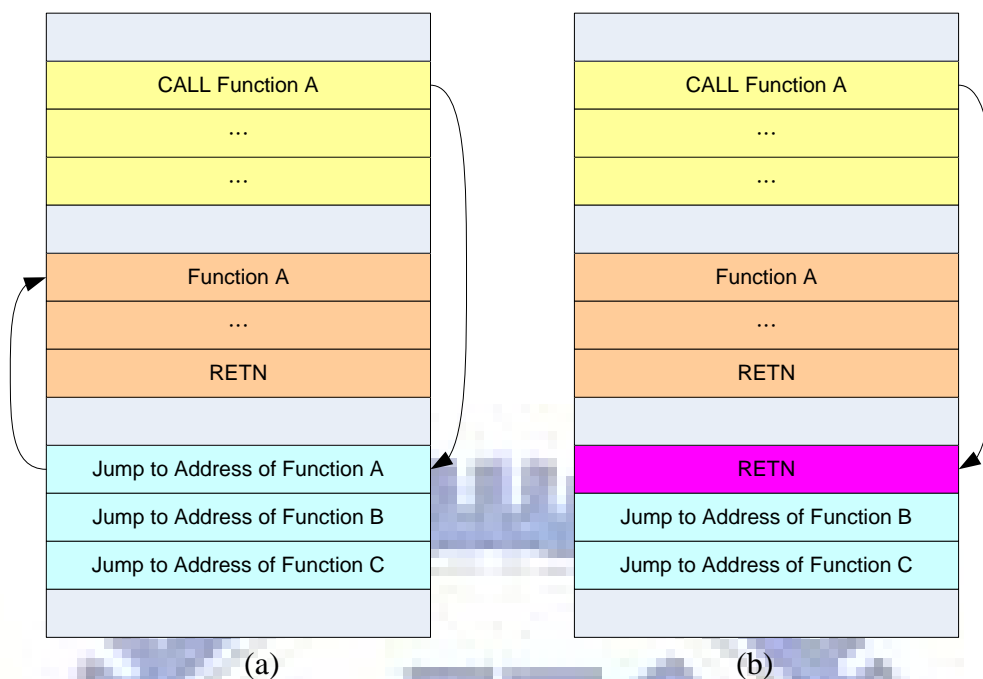 CALL Function A
...
...
Function A
...
RETN
Jump to Address of Function A
Jump to Address of Function B
Jump to Address of Function C
(a)
CALL Function A
...
...
Function A
...
RETN
RETN
Jump to Address of Function B
Jump to Address of Function C
(b)